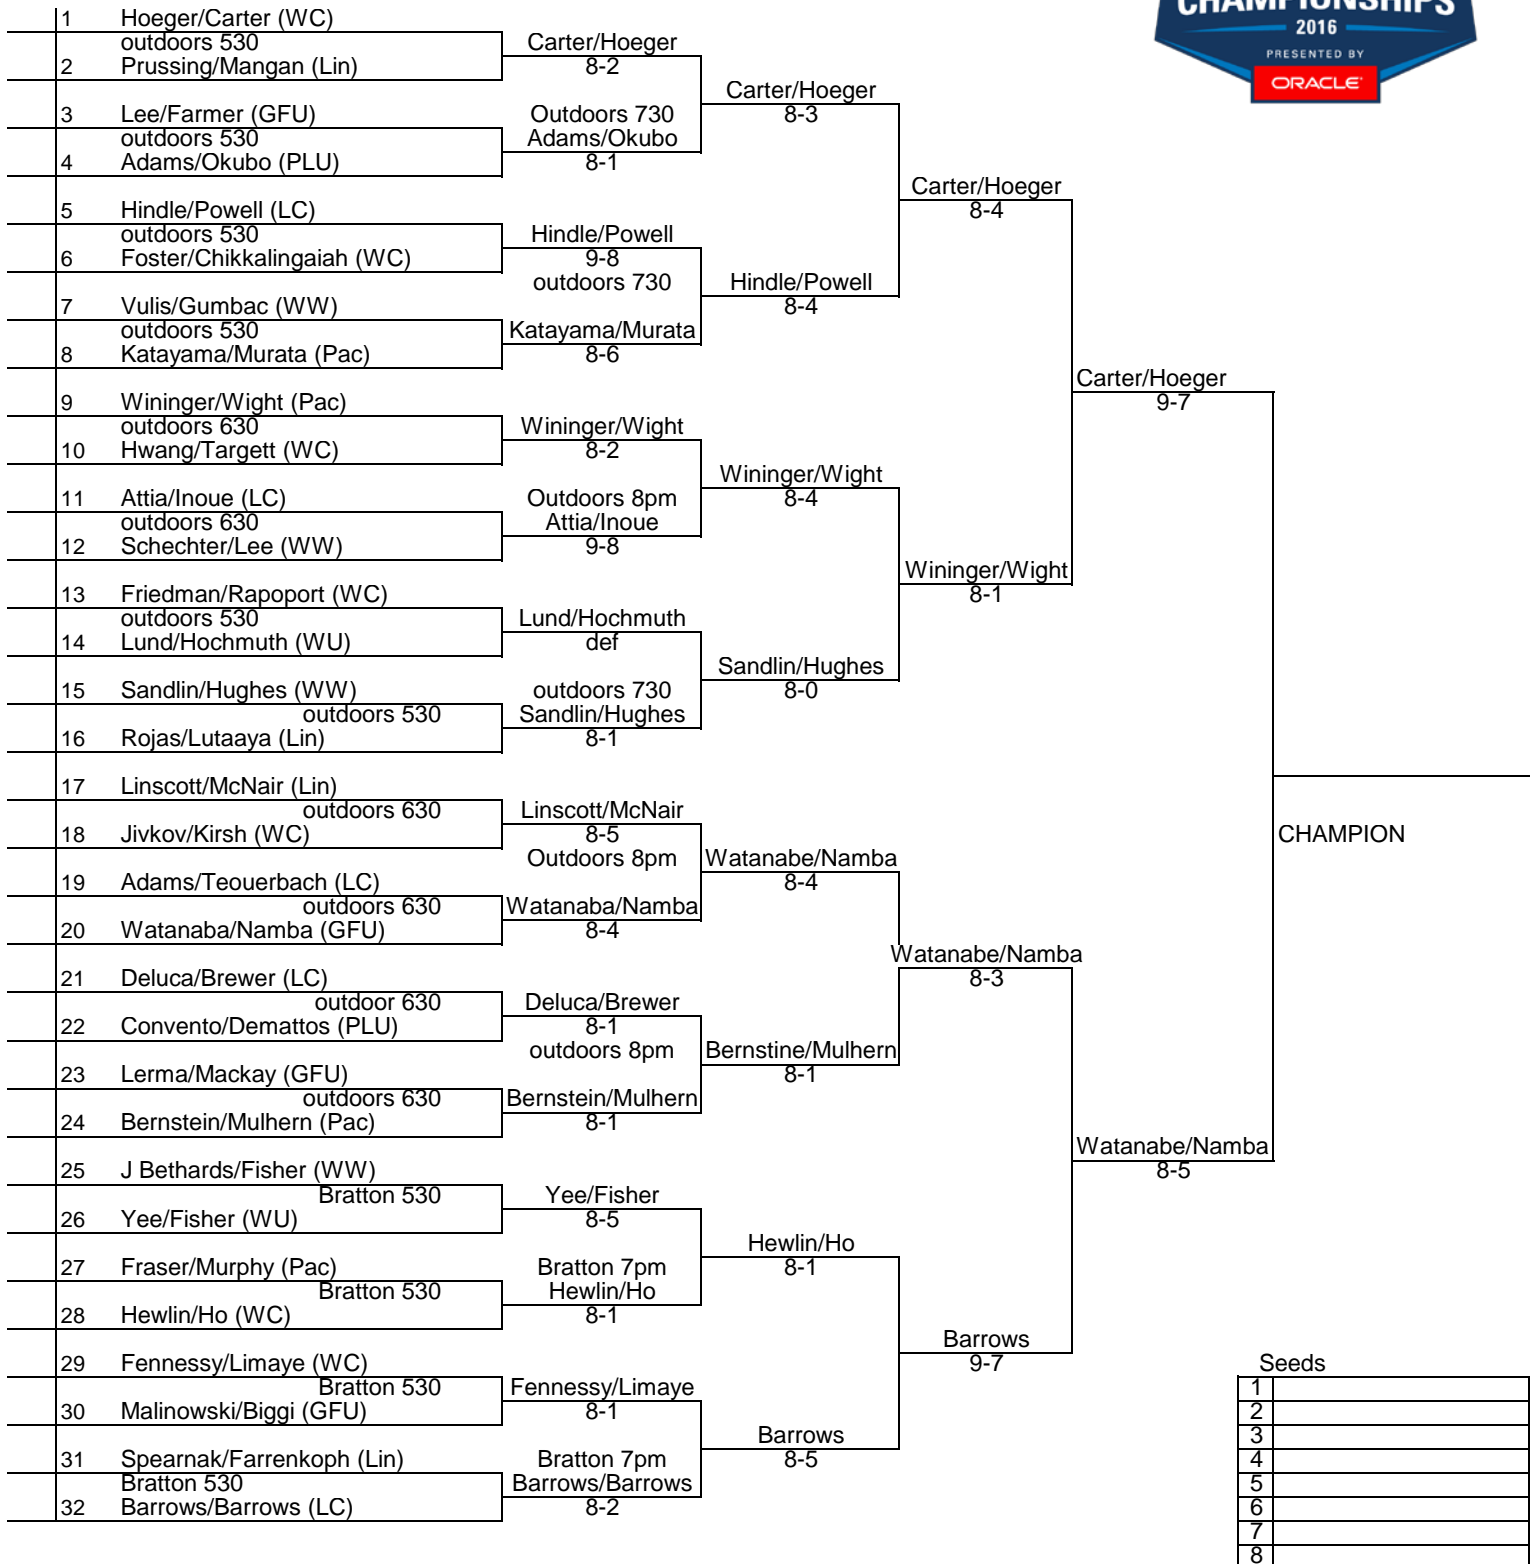 CHAMPIONSHIPS
2016
PRESENTED BY
ORACLE
1 Hoeger/Carter (WC)
outdoors 530
2 Prussing/Mangan (Lin)
3 Lee/Farmer (GFU)
outdoors 530
4 Adams/Okubo (PLU)
5 Hindle/Powell (LC)
outdoors 530
6 Foster/Chikkalingaiah (WC)
7 Vulis/Gumbac (WW)
outdoors 530
8 Katayama/Murata (Pac)
9 Wininger/Wight (Pac)
outdoors 630
10 Hwang/Targett (WC)
11 Attia/Inoue (LC)
outdoors 630
12 Schechter/Lee (WW)
13 Friedman/Rapoport (WC)
outdoors 530
14 Lund/Hochmuth (WU)
15 Sandlin/Hughes (WW)
outdoors 530
16 Rojas/Lutaaya (Lin)
17 Linscott/McNair (Lin)
outdoors 630
18 Jivkov/Kirsh (WC)
19 Adams/Teouerbach (LC)
outdoors 630
20 Watanaba/Namba (GFU)
21 Deluca/Brewer (LC)
outdoor 630
22 Convento/Demattos (PLU)
23 Lerma/Mackay (GFU)
outdoors 630
24 Bernstein/Mulhern (Pac)
25 J Bethards/Fisher (WW)
Bratton 530
26 Yee/Fisher (WU)
27 Fraser/Murphy (Pac)
Bratton 530
28 Hewlin/Ho (WC)
29 Fennessy/Limaye (WC)
Bratton 530
30 Malinowski/Biggi (GFU)
31 Spearnak/Farrenkoph (Lin)
Bratton 530
32 Barrows/Barrows (LC)
Carter/Hoeger
8-2
Outdoors 730
Adams/Okubo
8-1
Hindle/Powell
9-8
outdoors 730
Katayama/Murata
8-6
Wininger/Wight
8-2
Outdoors 8pm
Attia/Inoue
9-8
Lund/Hochmuth
def
outdoors 730
Sandlin/Hughes
8-1
Linscott/McNair
8-5
Outdoors 8pm
Watanaba/Namba
8-4
Deluca/Brewer
8-1
outdoors 8pm
Bernstein/Mulhern
8-1
Yee/Fisher
8-5
Bratton 7pm
Hewlin/Ho
8-1
Fennessy/Limaye
8-1
Bratton 7pm
Barrows/Barrows
8-2
Carter/Hoeger
8-3
Hindle/Powell
8-4
Wininger/Wight
8-4
Sandlin/Hughes
8-0
Watanabe/Namba
8-4
Bernstine/Mulhern
8-1
Hewlin/Ho
8-1
Barrows
8-5
Carter/Hoeger
8-4
Wininger/Wight
8-1
Watanabe/Namba
8-3
Barrows
9-7
Carter/Hoeger
9-7
Watanabe/Namba
8-5
CHAMPION
Seeds
1
2
3
4
5
6
7
8